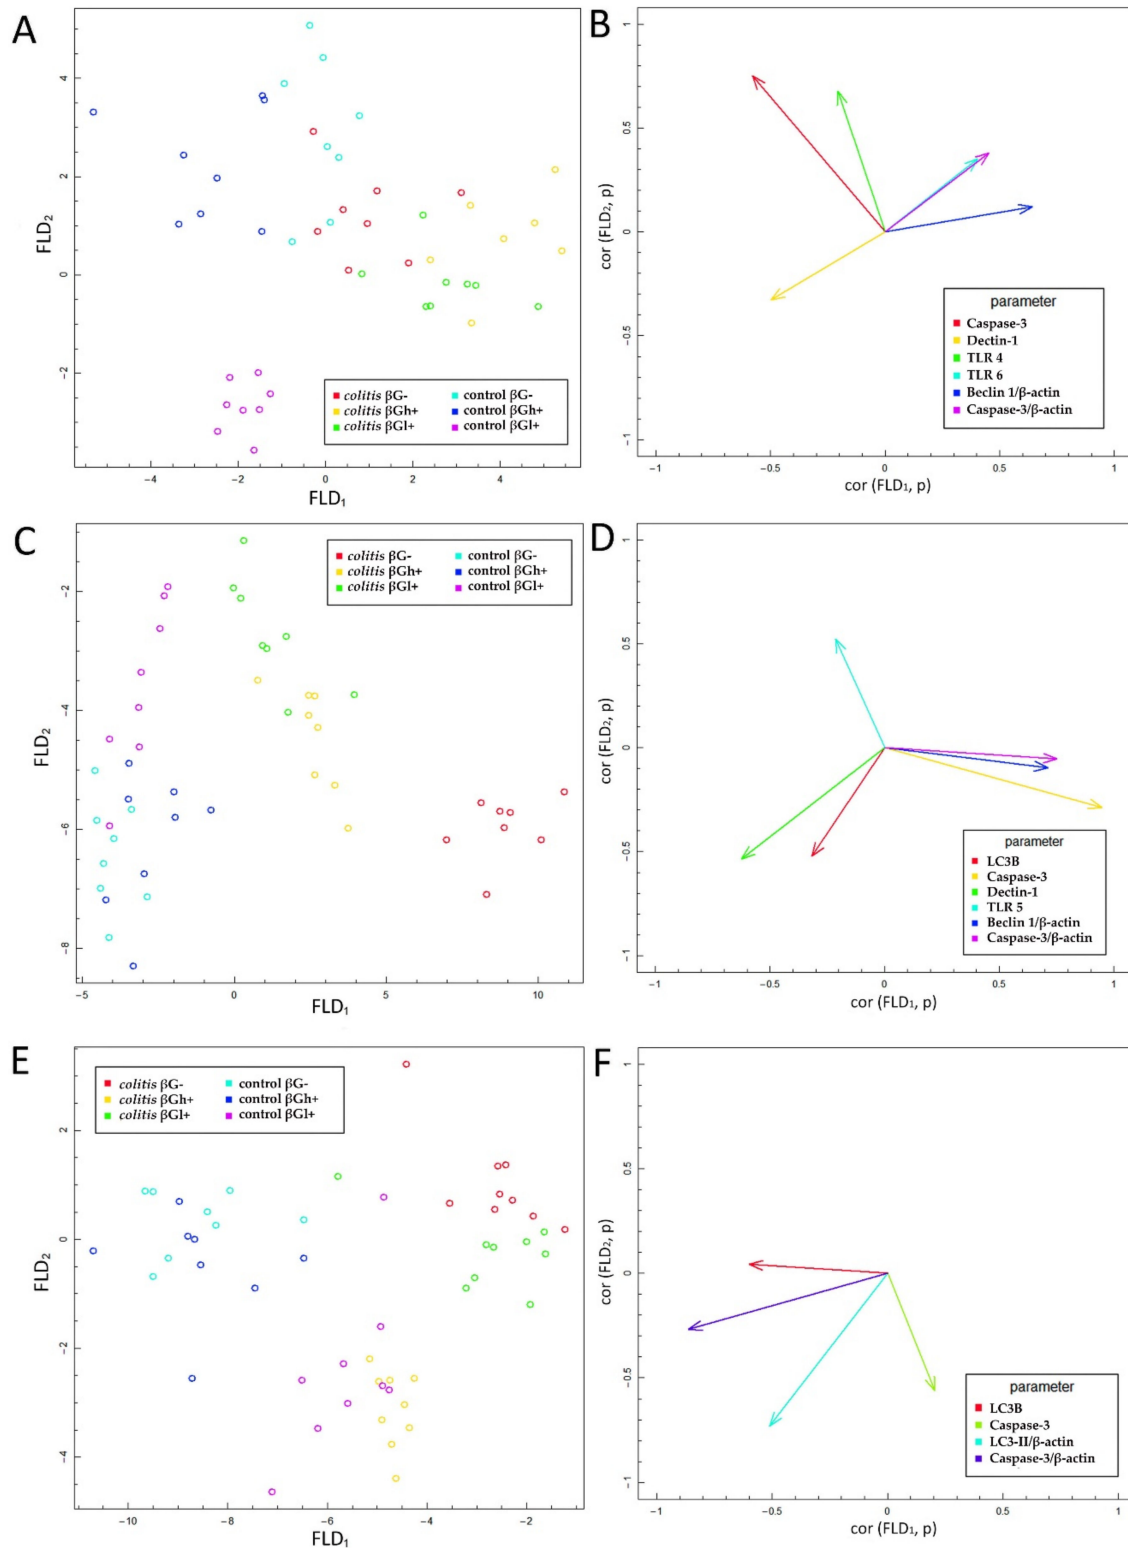 A
4
2
0
−2
FLD2
−4 −2 0 2 4
FLD1
colitis βG- control βG-
colitis βGh+ control βGh+
colitis βGl+ control βGl+
B
1
0.5
0
−0.5
−1
cor (FLD2, p)
−1 −0.5 0 0.5 1
cor (FLD1, p)
parameter
Caspase-3
Dectin-1
TLR 4
TLR 6
Beclin 1/β-actin
Caspase-3/β-actin
C
−2
−4
−6
−8
FLD2
−5 0 5 10
FLD1
colitis βG- control βG-
colitis βGh+ control βGh+
colitis βGl+ control βGl+
D
1
0.5
0
−0.5
−1
cor (FLD2, p)
−1 −0.5 0 0.5 1
cor (FLD1, p)
parameter
LC3B
Caspase-3
Dectin-1
TLR 5
Beclin 1/β-actin
Caspase-3/β-actin
E
2
0
−2
−4
FLD2
−10 −8 −6 −4 −2
FLD1
colitis βG- control βG-
colitis βGh+ control βGh+
colitis βGl+ control βGl+
F
1
0.5
0
−0.5
−1
cor (FLD2, p)
−1 −0.5 0 0.5 1
cor (FLD1, p)
parameter
LC3B
Caspase-3
LC3-II/β-actin
Caspase-3/β-actin